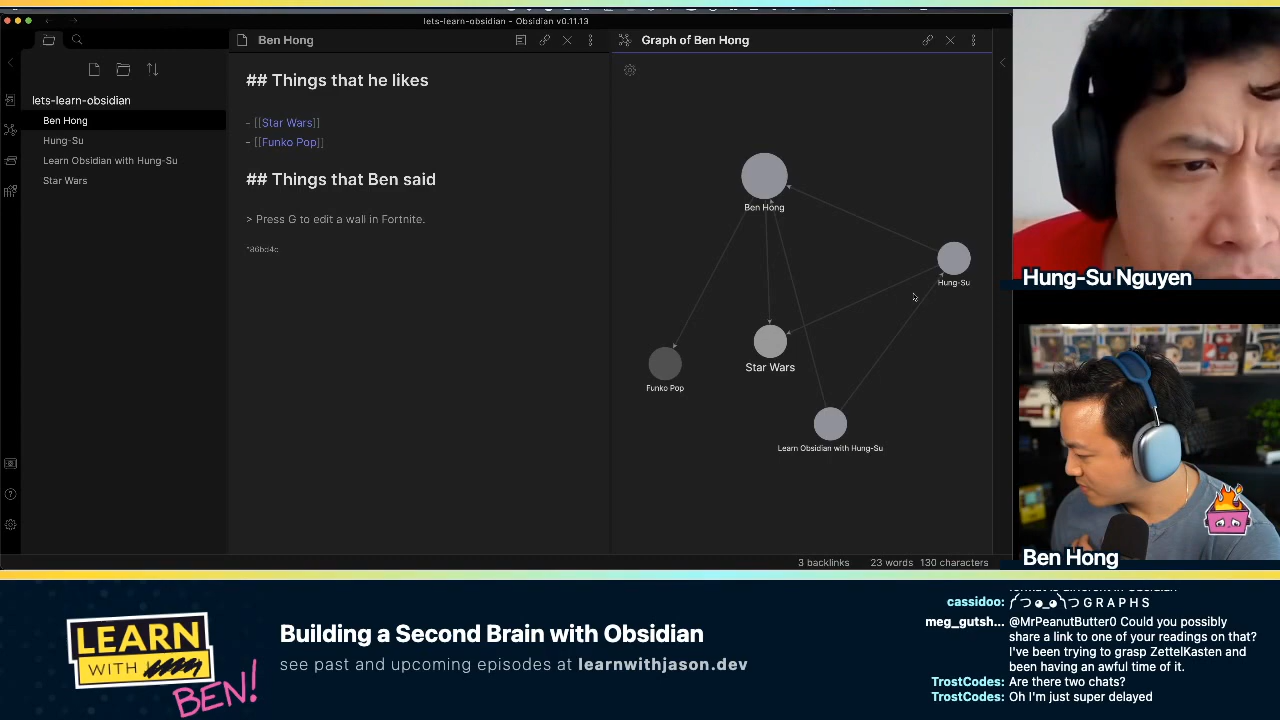 lets-learn-obsidian - Obsidian v0.11.13
Ben Hong
Graph of Ben Hong
lets-learn-obsidian
Ben Hong
Hung-Su
Learn Obsidian with Hung-Su
Star Wars
## Things that he likes
- [[Star Wars]]
- [[Funko Pop]]
## Things that Ben said
> Press G to edit a wall in Fortnite.
^86bd4c
Ben Hong
Hung-Su
Star Wars
Funko Pop
Learn Obsidian with Hung-Su
3 backlinks 23 words 130 characters
Hung-Su Nguyen
Ben Hong
LEARN
WITH
BEN!
Building a Second Brain with Obsidian
see past and upcoming episodes at learnwithjason.dev
cassidoo: G R A P H S
meg_gutsh... @MrPeanutButter0 Could you possibly
share a link to one of your readings on that?
I've been trying to grasp ZettelKasten and
been having an awful time of it.
TrostCodes: Are there two chats?
TrostCodes: Oh I'm just super delayed